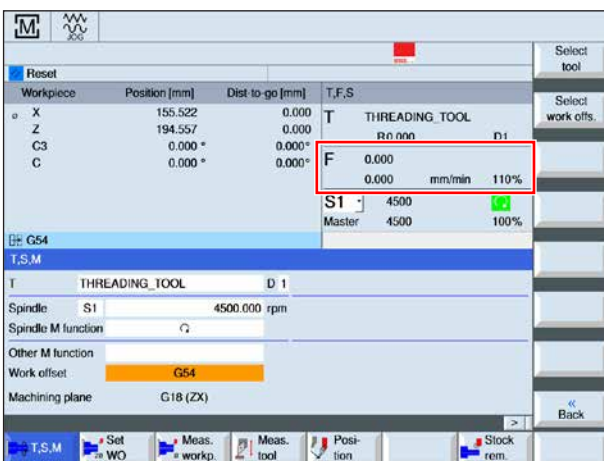 M
JOG
Select
tool
Reset
Workpiece Position [mm] Dist-to-go [mm] T,F,S
Select
work offs.
X 155.522 0.000
Z 194.557 0.000
C3 0.000 ° 0.000°
C 0.000 ° 0.000°
T THREADING_TOOL
R0.000 D1
F 0.000
0.000 mm/min 110%
S1 4500
Master 4500 100%
G54
T,S,M
T THREADING_TOOL D 1
Spindle S1 4500.000 rpm
Spindle M function
Other M function
Work offset G54
Machining plane G18 (ZX)
«
Back
>
T,S,M
Set
WO
Meas.
workp.
Meas.
tool
Posi-
tion
Stock
rem.